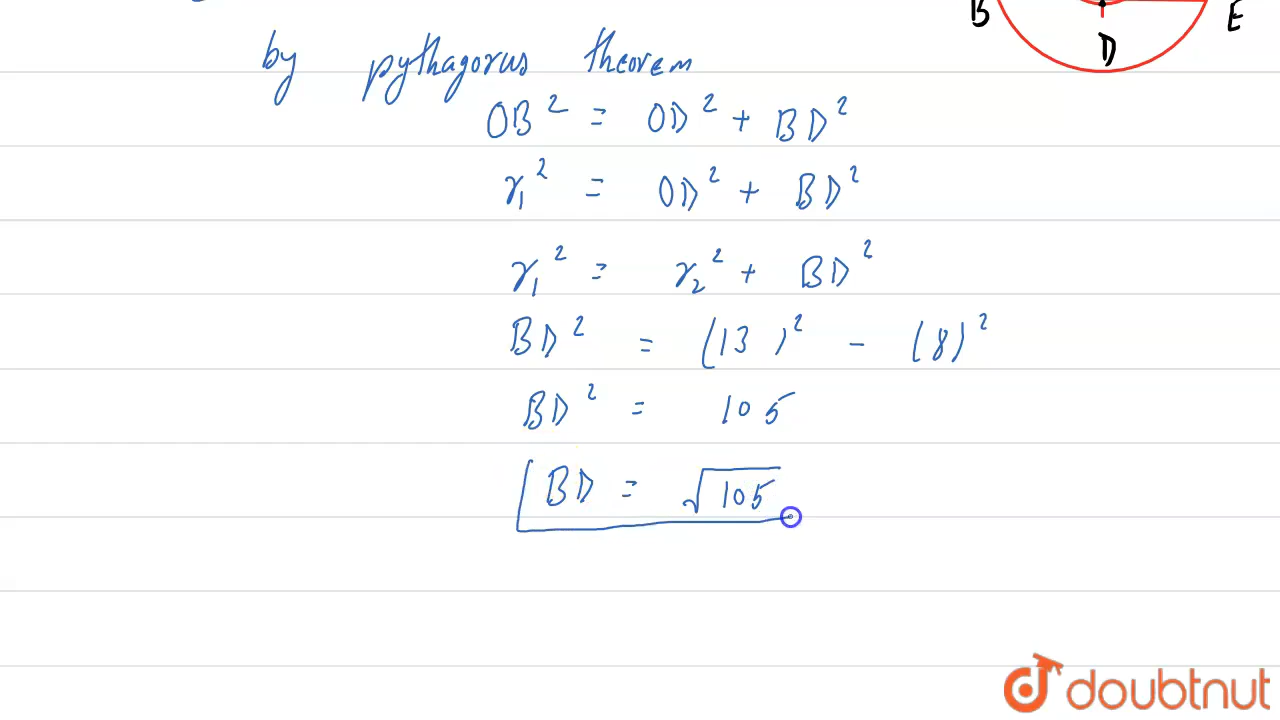 B
E
D
by pythagorus theorem
OB² = OD² + BD²
r₁² = OD² + BD²
r₁² = r₂² + BD²
BD² = (13)² - (8)²
BD² = 105
BD = √105
doubtnut